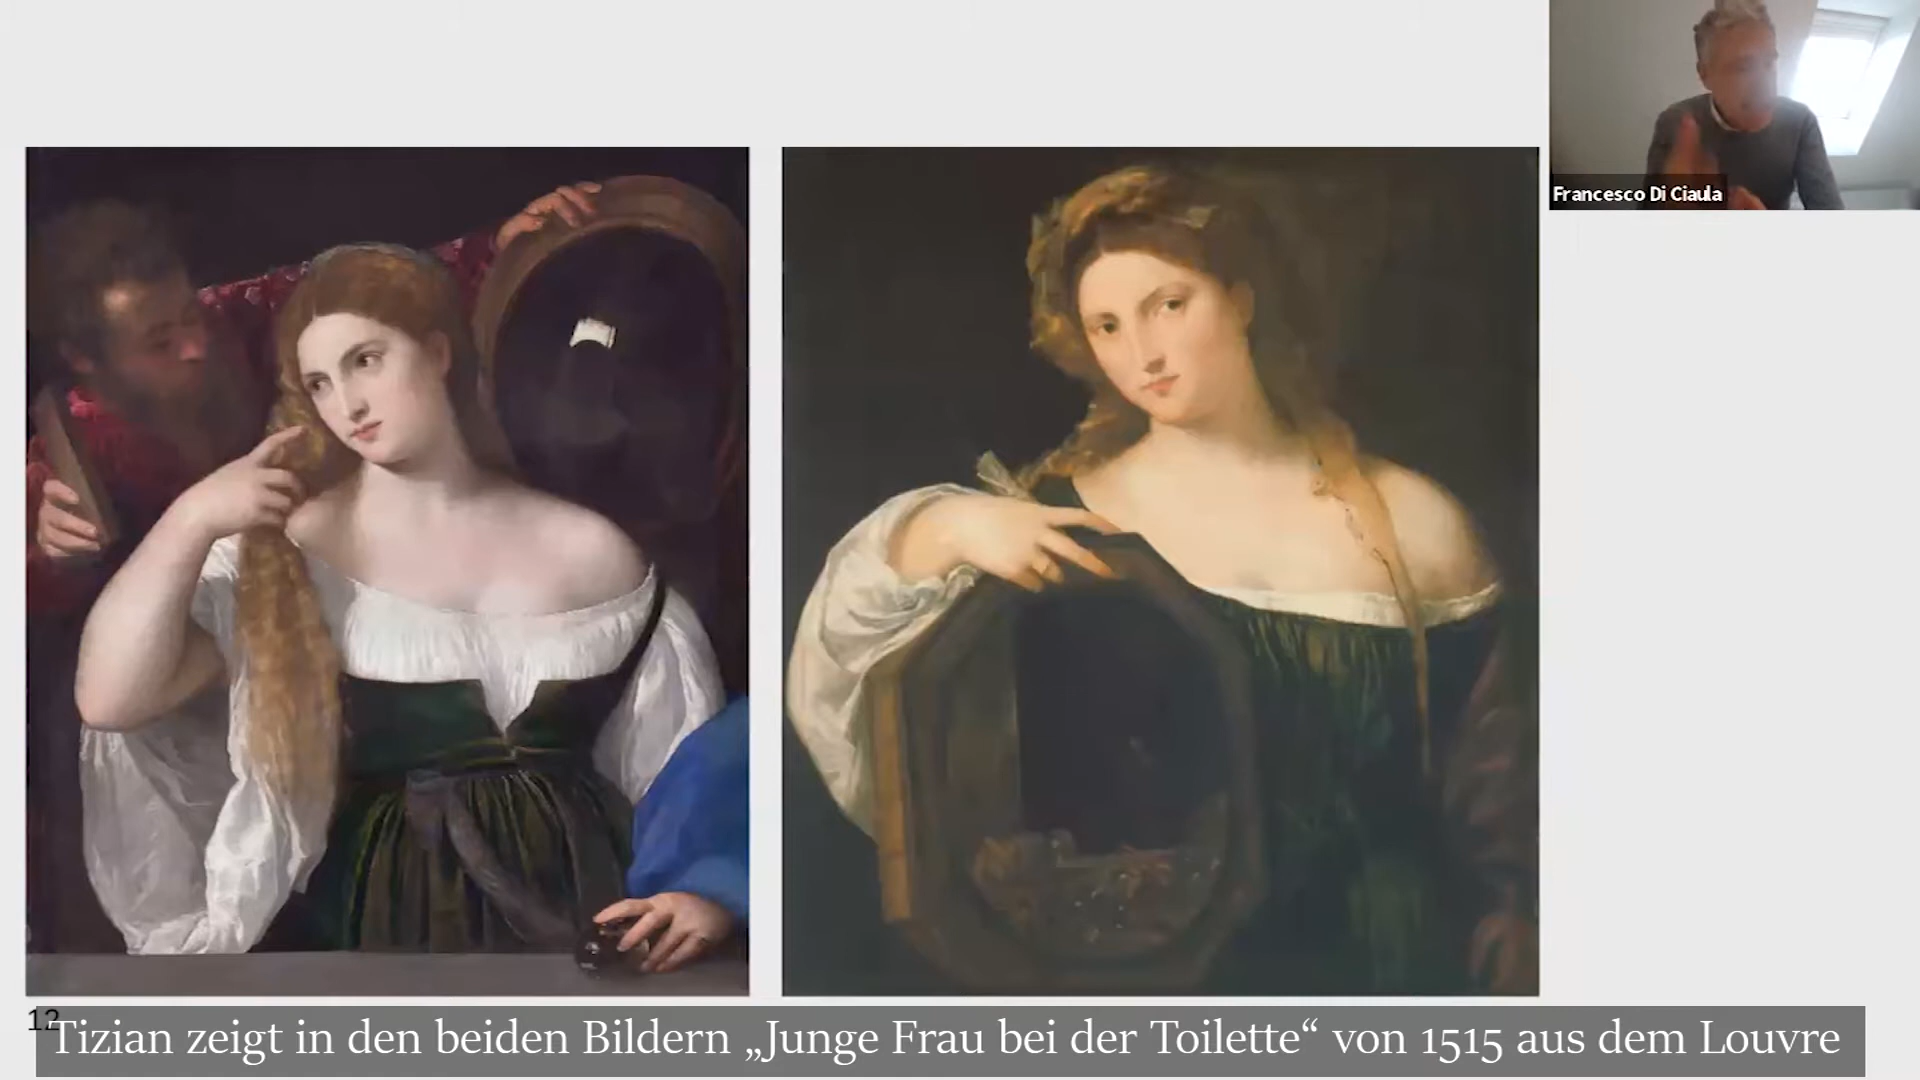 Francesco Di Ciaula
12
Tizian zeigt in den beiden Bildern „Junge Frau bei der Toilette“ von 1515 aus dem Louvre